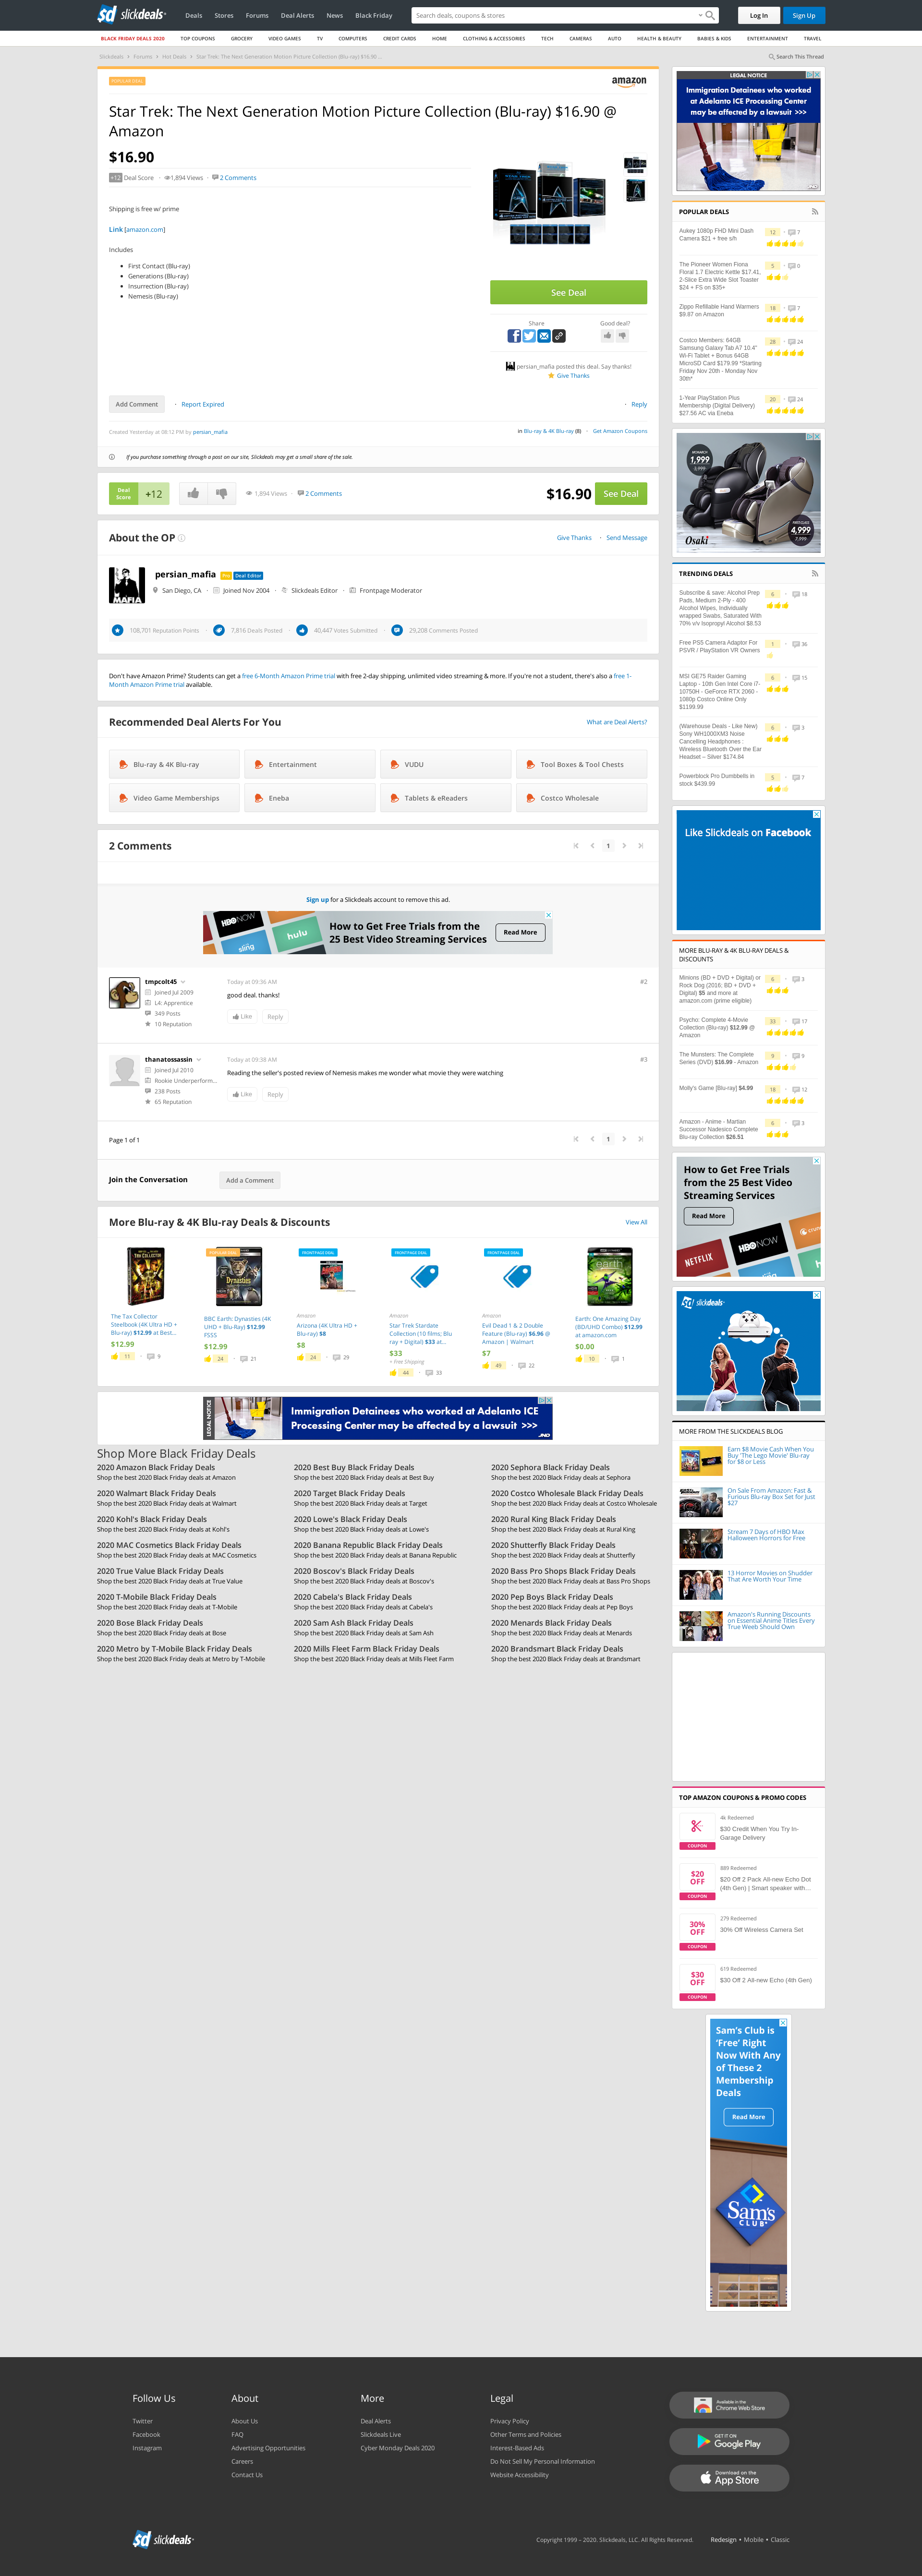 sd slickdeals
Deals Stores Forums Deal Alerts News Black Friday
Search deals, coupons & stores
Log In
Sign Up
BLACK FRIDAY DEALS 2020 TOP COUPONS GROCERY VIDEO GAMES TV COMPUTERS CREDIT CARDS HOME CLOTHING & ACCESSORIES TECH CAMERAS AUTO HEALTH & BEAUTY BABIES & KIDS ENTERTAINMENT TRAVEL
Slickdeals > Forums > Hot Deals > Star Trek: The Next Generation Motion Picture Collection (Blu-ray) $16.90 ...
Search This Thread
POPULAR DEAL
amazon
Star Trek: The Next Generation Motion Picture Collection (Blu-ray) $16.90 @
Amazon
$16.90
+12 Deal Score 1,894 Views 2 Comments
Shipping is free w/ prime
Link [amazon.com]
Includes
First Contact (Blu-ray)
Generations (Blu-ray)
Insurrection (Blu-ray)
Nemesis (Blu-ray)
See Deal
Share Good deal?
persian_mafia posted this deal. Say thanks!
Give Thanks
Add Comment Report Expired Reply
Created Yesterday at 08:12 PM by persian_mafia
in Blu-ray & 4K Blu-ray (8) Get Amazon Coupons
If you purchase something through a post on our site, Slickdeals may get a small share of the sale.
Deal Score +12 1,894 Views 2 Comments $16.90 See Deal
About the OP Give Thanks Send Message
persian_mafia Pro Deal Editor
San Diego, CA Joined Nov 2004 Slickdeals Editor Frontpage Moderator
108,701 Reputation Points 7,816 Deals Posted 40,447 Votes Submitted 29,208 Comments Posted
Don't have Amazon Prime? Students can get a free 6-Month Amazon Prime trial with free 2-day shipping, unlimited video streaming & more. If you're not a student, there's also a free 1-
Month Amazon Prime trial available.
Recommended Deal Alerts For You What are Deal Alerts?
Blu-ray & 4K Blu-ray Entertainment VUDU Tool Boxes & Tool Chests
Video Game Memberships Eneba Tablets & eReaders Costco Wholesale
2 Comments 1
Sign up for a Slickdeals account to remove this ad.
HBO NOW sling hulu
How to Get Free Trials from the
25 Best Video Streaming Services
Read More
tmpcolt45 Today at 09:36 AM #2
Joined Jul 2009
good deal. thanks!
L4: Apprentice
349 Posts
10 Reputation
Like Reply
thanatossassin Today at 09:38 AM #3
Joined Jul 2010
Reading the seller's posted review of Nemesis makes me wonder what movie they were watching
Rookie Underperform...
238 Posts
65 Reputation
Like Reply
Page 1 of 1 1
Join the Conversation Add a Comment
More Blu-ray & 4K Blu-ray Deals & Discounts View All
The Tax Collector
Steelbook (4K Ultra HD +
Blu-ray) $12.99 at Best...
$12.99
11 9
POPULAR DEAL
BBC Earth: Dynasties (4K
UHD + Blu-Ray) $12.99
FSSS
$12.99
24 21
FRONTPAGE DEAL
Amazon
Arizona (4K Ultra HD +
Blu-ray) $8
$8
24 29
FRONTPAGE DEAL
Amazon
Star Trek Stardate
Collection (10 films; Blu
ray + Digital) $33 at...
$33
+ Free Shipping
44 33
FRONTPAGE DEAL
Amazon
Evil Dead 1 & 2 Double
Feature (Blu-ray) $6.96 @
Amazon | Walmart
$7
49 22
Earth: One Amazing Day
(BD/UHD Combo) $12.99
at amazon.com
$0.00
10 1
LEGAL NOTICE
Immigration Detainees who worked at Adelanto ICE
Processing Center may be affected by a lawsuit >>>
JND
Shop More Black Friday Deals
2020 Amazon Black Friday Deals 2020 Best Buy Black Friday Deals 2020 Sephora Black Friday Deals
Shop the best 2020 Black Friday deals at Amazon Shop the best 2020 Black Friday deals at Best Buy Shop the best 2020 Black Friday deals at Sephora
2020 Walmart Black Friday Deals 2020 Target Black Friday Deals 2020 Costco Wholesale Black Friday Deals
Shop the best 2020 Black Friday deals at Walmart Shop the best 2020 Black Friday deals at Target Shop the best 2020 Black Friday deals at Costco Wholesale
2020 Kohl's Black Friday Deals 2020 Lowe's Black Friday Deals 2020 Rural King Black Friday Deals
Shop the best 2020 Black Friday deals at Kohl's Shop the best 2020 Black Friday deals at Lowe's Shop the best 2020 Black Friday deals at Rural King
2020 MAC Cosmetics Black Friday Deals 2020 Banana Republic Black Friday Deals 2020 Shutterfly Black Friday Deals
Shop the best 2020 Black Friday deals at MAC Cosmetics Shop the best 2020 Black Friday deals at Banana Republic Shop the best 2020 Black Friday deals at Shutterfly
2020 True Value Black Friday Deals 2020 Boscov's Black Friday Deals 2020 Bass Pro Shops Black Friday Deals
Shop the best 2020 Black Friday deals at True Value Shop the best 2020 Black Friday deals at Boscov's Shop the best 2020 Black Friday deals at Bass Pro Shops
2020 T-Mobile Black Friday Deals 2020 Cabela's Black Friday Deals 2020 Pep Boys Black Friday Deals
Shop the best 2020 Black Friday deals at T-Mobile Shop the best 2020 Black Friday deals at Cabela's Shop the best 2020 Black Friday deals at Pep Boys
2020 Bose Black Friday Deals 2020 Sam Ash Black Friday Deals 2020 Menards Black Friday Deals
Shop the best 2020 Black Friday deals at Bose Shop the best 2020 Black Friday deals at Sam Ash Shop the best 2020 Black Friday deals at Menards
2020 Metro by T-Mobile Black Friday Deals 2020 Mills Fleet Farm Black Friday Deals 2020 Brandsmart Black Friday Deals
Shop the best 2020 Black Friday deals at Metro by T-Mobile Shop the best 2020 Black Friday deals at Mills Fleet Farm Shop the best 2020 Black Friday deals at Brandsmart
LEGAL NOTICE
Immigration Detainees who worked
at Adelanto ICE Processing Center
may be affected by a lawsuit >>>
JND
POPULAR DEALS
Aukey 1080p FHD Mini Dash
Camera $21 + free s/h
12 7
The Pioneer Women Fiona
Floral 1.7 Electric Kettle $17.41,
2-Slice Extra Wide Slot Toaster
$24 + FS on $35+
5 0
Zippo Refillable Hand Warmers
$9.87 on Amazon
18 7
Costco Members: 64GB
Samsung Galaxy Tab A7 10.4"
Wi-Fi Tablet + Bonus 64GB
MicroSD Card $179.99 *Starting
Friday Nov 20th - Monday Nov
30th*
28 24
1-Year PlayStation Plus
Membership (Digital Delivery)
$27.56 AC via Eneba
20 24
1,999
3,999
Osaki
4,999
7,999
TRENDING DEALS
Subscribe & save: Alcohol Prep
Pads, Medium 2-Ply - 400
Alcohol Wipes, Individually
wrapped Swabs, Saturated With
70% v/v Isopropyl Alcohol $8.53
6 18
Free PS5 Camera Adaptor For
PSVR / PlayStation VR Owners
1 36
MSI GE75 Raider Gaming
Laptop - 10th Gen Intel Core i7-
10750H - GeForce RTX 2060 -
1080p Costco Online Only
$1199.99
6 15
(Warehouse Deals - Like New)
Sony WH1000XM3 Noise
Cancelling Headphones :
Wireless Bluetooth Over the Ear
Headset – Silver $174.84
6 3
Powerblock Pro Dumbbells in
stock $439.99
5 7
Like Slickdeals on Facebook
MORE BLU-RAY & 4K BLU-RAY DEALS &
DISCOUNTS
Minions (BD + DVD + Digital) or
Rock Dog (2016; BD + DVD +
Digital) $5 and more at
amazon.com (prime eligible)
6 3
Psycho: Complete 4-Movie
Collection (Blu-ray) $12.99 @
Amazon
33 17
The Munsters: The Complete
Series (DVD) $16.99 - Amazon
9 9
Molly's Game [Blu-ray] $4.99
18 12
Amazon - Anime - Martian
Successor Nadesico Complete
Blu-ray Collection $26.51
6 3
How to Get Free Trials
from the 25 Best Video
Streaming Services
Read More
NETFLIX HBO NOW
sling hulu
sd slickdeals
MORE FROM THE SLICKDEALS BLOG
Earn $8 Movie Cash When You
Buy 'The Lego Movie' Blu-ray
for $8 or Less
On Sale From Amazon: Fast &
Furious Blu-ray Box Set for Just
$27
Stream 7 Days of HBO Max
Halloween Horrors for Free
13 Horror Movies on Shudder
That Are Worth Your Time
Amazon's Running Discounts
on Essential Anime Titles Every
True Weeb Should Own
TOP AMAZON COUPONS & PROMO CODES
4k Redeemed
$30 Credit When You Try In-
Garage Delivery
COUPON
889 Redeemed
$20 OFF
$20 Off 2 Pack All-new Echo Dot
(4th Gen) | Smart speaker with...
COUPON
279 Redeemed
30% OFF
30% Off Wireless Camera Set
COUPON
619 Redeemed
$30 OFF
$30 Off 2 All-new Echo (4th Gen)
COUPON
Sam's Club is
'Free' Right
Now With Any
of These 2
Membership
Deals
Read More
Sam's
CLUB
Follow Us About More Legal
Twitter About Us Deal Alerts Privacy Policy
Facebook FAQ Slickdeals Live Other Terms and Policies
Instagram Advertising Opportunities Cyber Monday Deals 2020 Interest-Based Ads
Careers Do Not Sell My Personal Information
Contact Us Website Accessibility
Available in the
Chrome Web Store
GET IT ON
Google Play
Download on the
App Store
sd slickdeals
Copyright 1999 – 2020. Slickdeals, LLC. All Rights Reserved. Redesign • Mobile • Classic